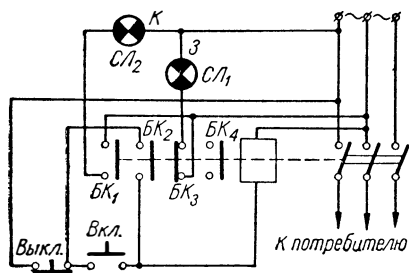 К
~ ~
З
СЛ₂
СЛ₁
БК₂
БК₄
БК₁
БК₃
Выкл.
Вкл.
К потребителю